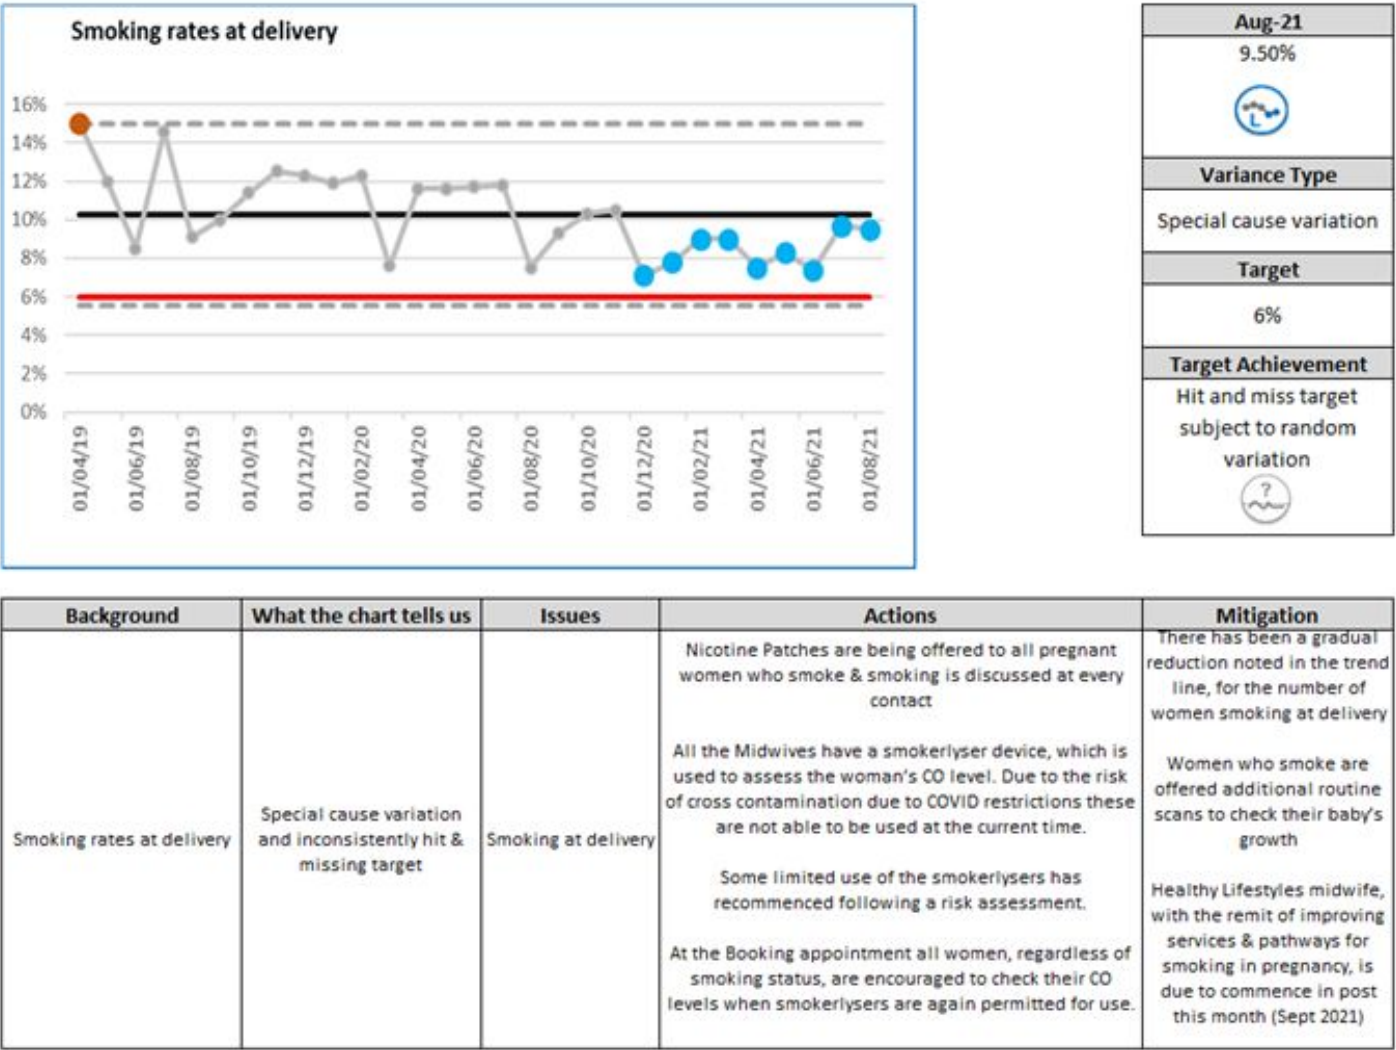 Smoking rates at delivery
16%
14%
12%
10%
8%
6%
4%
2%
0%
01/04/19
01/06/19
01/08/19
01/10/19
01/12/19
01/02/20
01/04/20
01/06/20
01/08/20
01/10/20
01/12/20
01/02/21
01/04/21
01/06/21
01/08/21
Aug-21
9.50%
L
Variance Type
Special cause variation
Target
6%
Target Achievement
Hit and miss target
subject to random
variation
?
Background
What the chart tells us
Issues
Actions
Mitigation
Smoking rates at delivery
Special cause variation
and inconsistently hit &
missing target
Smoking at delivery
Nicotine Patches are being offered to all pregnant
women who smoke & smoking is discussed at every
contact
All the Midwives have a smokerlyser device, which is
used to assess the woman's CO level. Due to the risk
of cross contamination due to COVID restrictions these
are not able to be used at the current time.
Some limited use of the smokerlysers has
recommenced following a risk assessment.
At the Booking appointment all women, regardless of
smoking status, are encouraged to check their CO
levels when smokerlysers are again permitted for use.
There has been a gradual
reduction noted in the trend
line, for the number of
women smoking at delivery
Women who smoke are
offered additional routine
scans to check their baby's
growth
Healthy Lifestyles midwife,
with the remit of improving
services & pathways for
smoking in pregnancy, is
due to commence in post
this month (Sept 2021)